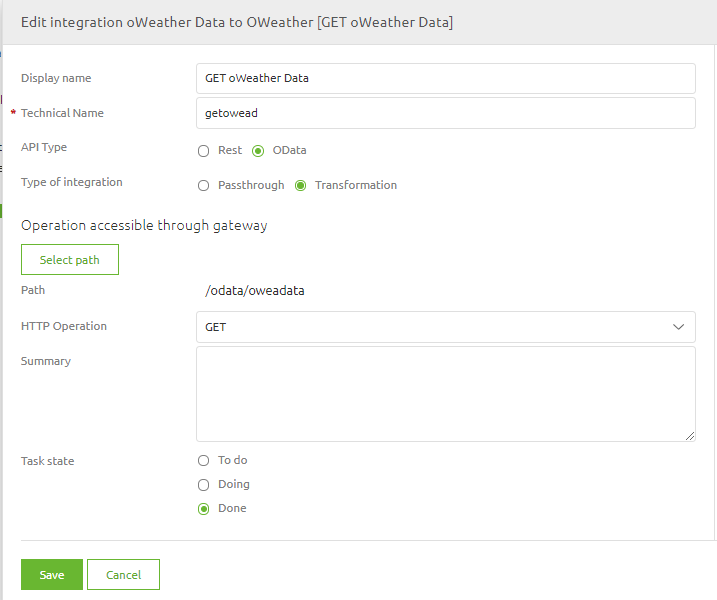 Edit integration oWeather Data to OWeather [GET oWeather Data]
Display name GET oWeather Data
* Technical Name getowead
API Type Rest OData
Type of integration Passthrough Transformation
Operation accessible through gateway
Select path
Path /odata/oweadata
HTTP Operation GET
Summary
Task state To do
Doing
Done
Save Cancel